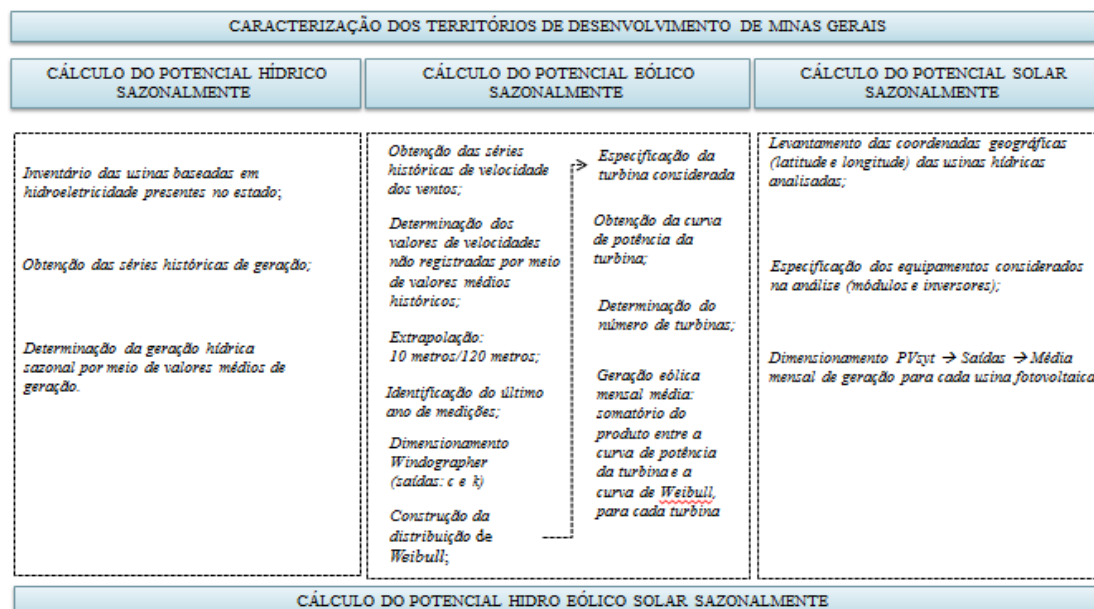 CARACTERIZAÇÃO DOS TERRITÓRIOS DE DESENVOLVIMENTO DE MINAS GERAIS
CÁLCULO DO POTENCIAL HÍDRICO
SAZONALMENTE
CÁLCULO DO POTENCIAL EÓLICO
SAZONALMENTE
CÁLCULO DO POTENCIAL SOLAR
SAZONALMENTE
Inventário das usinas baseadas em
hidroeletricidade presentes no estado;
Obtenção das séries históricas de geração;
Determinação da geração hídrica
sazonal por meio de valores médios de
geração.
Obtenção das séries
históricas de velocidade
dos ventos;
Determinação dos
valores de velocidades
não registradas por meio
de valores médios
históricos;
Extrapolação:
10 metros/120 metros;
Identificação do último
ano de medições;
Dimensionamento
Windographer
(saídas: c e k)
Construção da
distribuição de
Weibull;
Especificação da
turbina considerada
Obtenção da curva
de potência da
turbina;
Determinação do
número de turbinas;
Geração eólica
mensal média:
somatório do
produto entre a
curva de potência
da turbina e a
curva de Weibull,
para cada turbina
Levantamento das coordenadas geográficas
(latitude e longitude) das usinas hídricas
analisadas;
Especificação dos equipamentos considerados
na análise (módulos e inversores);
Dimensionamento PVsyt → Saídas → Média
mensal de geração para cada usina fotovoltaica
CÁLCULO DO POTENCIAL HIDRO EÓLICO SOLAR SAZONALMENTE